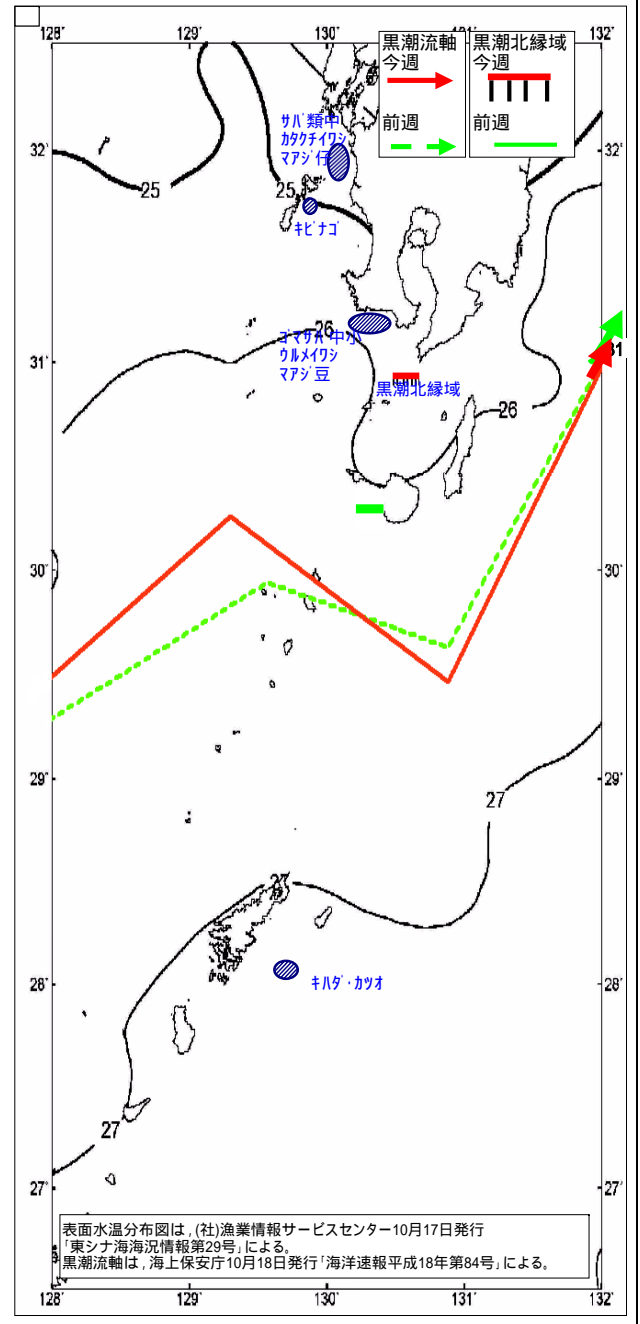 128°
129°
130°
131°
132°
黒潮流軸
今週
前週
黒潮北縁域
今週
前週
32°
25
25
ｻﾊﾞ類中
ｶﾀｸﾁｲﾜｼ
ﾏｱｼﾞ仔
ｷﾋﾞﾅｺﾞ
26
ｺﾞﾏｻﾊﾞ中小
ｳﾙﾒｲﾜｼ
ﾏｱｼﾞ豆
31°
31
黒潮北縁域
26
30°
30°
29°
29°
27
27
28°
28°
ｷﾊﾀﾞ･ｶﾂｵ
27
27°
27°
表面水温分布図は，(社)漁業情報サービスセンター10月17日発行
｢東シナ海海況情報第29号｣による。
黒潮流軸は，海上保安庁10月18日発行｢海洋速報平成18年第84号｣による。
128°
129°
130°
131°
132°